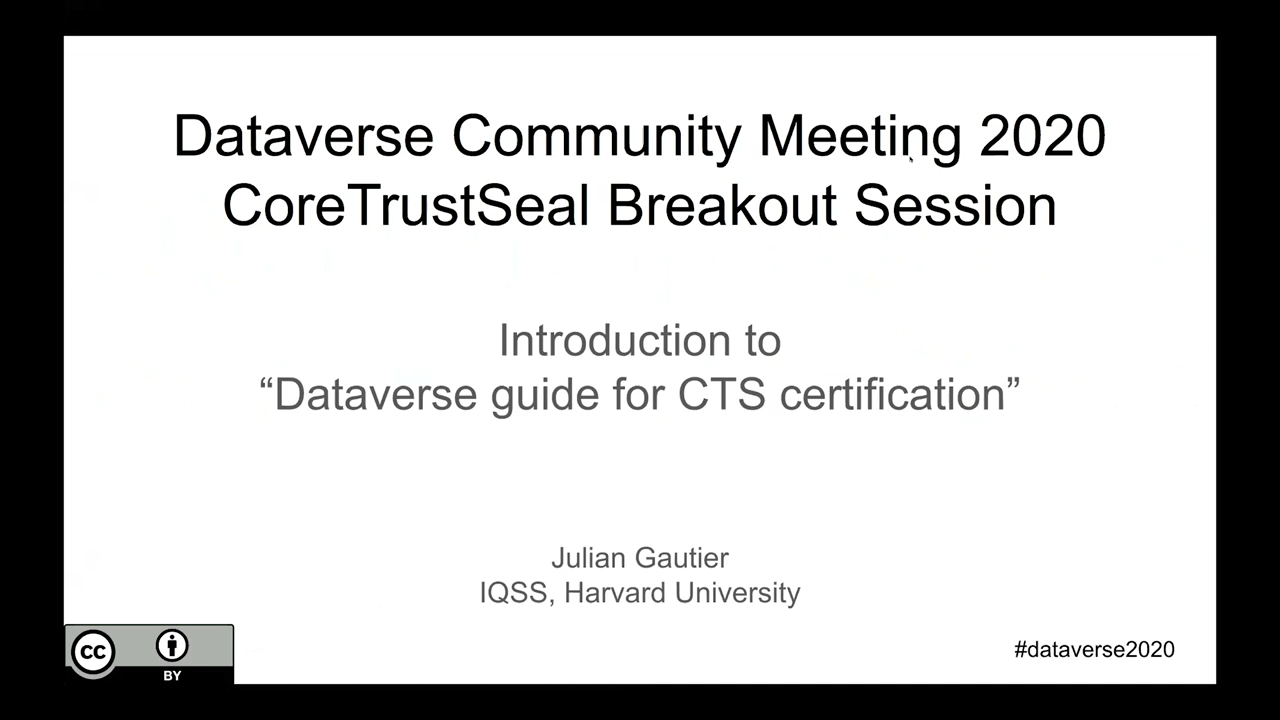 Dataverse Community Meeting 2020
CoreTrustSeal Breakout Session
Introduction to
“Dataverse guide for CTS certification”
Julian Gautier
IQSS, Harvard University
cc
BY
#dataverse2020